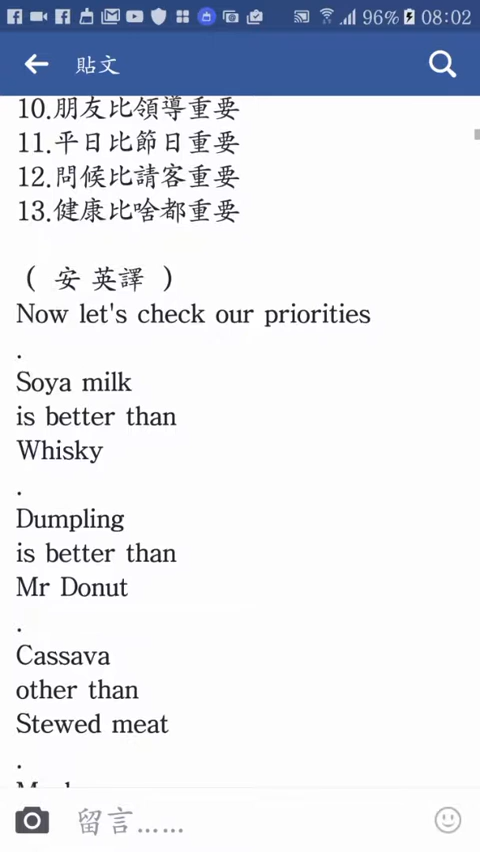 96% 08:02
貼文
10.朋友比領導重要
11.平日比節日重要
12.問候比請客重要
13.健康比啥都重要
( 安 英譯 )
Now let's check our priorities
.
Soya milk
is better than
Whisky
.
Dumpling
is better than
Mr Donut
.
Cassava
other than
Stewed meat
.
留言......